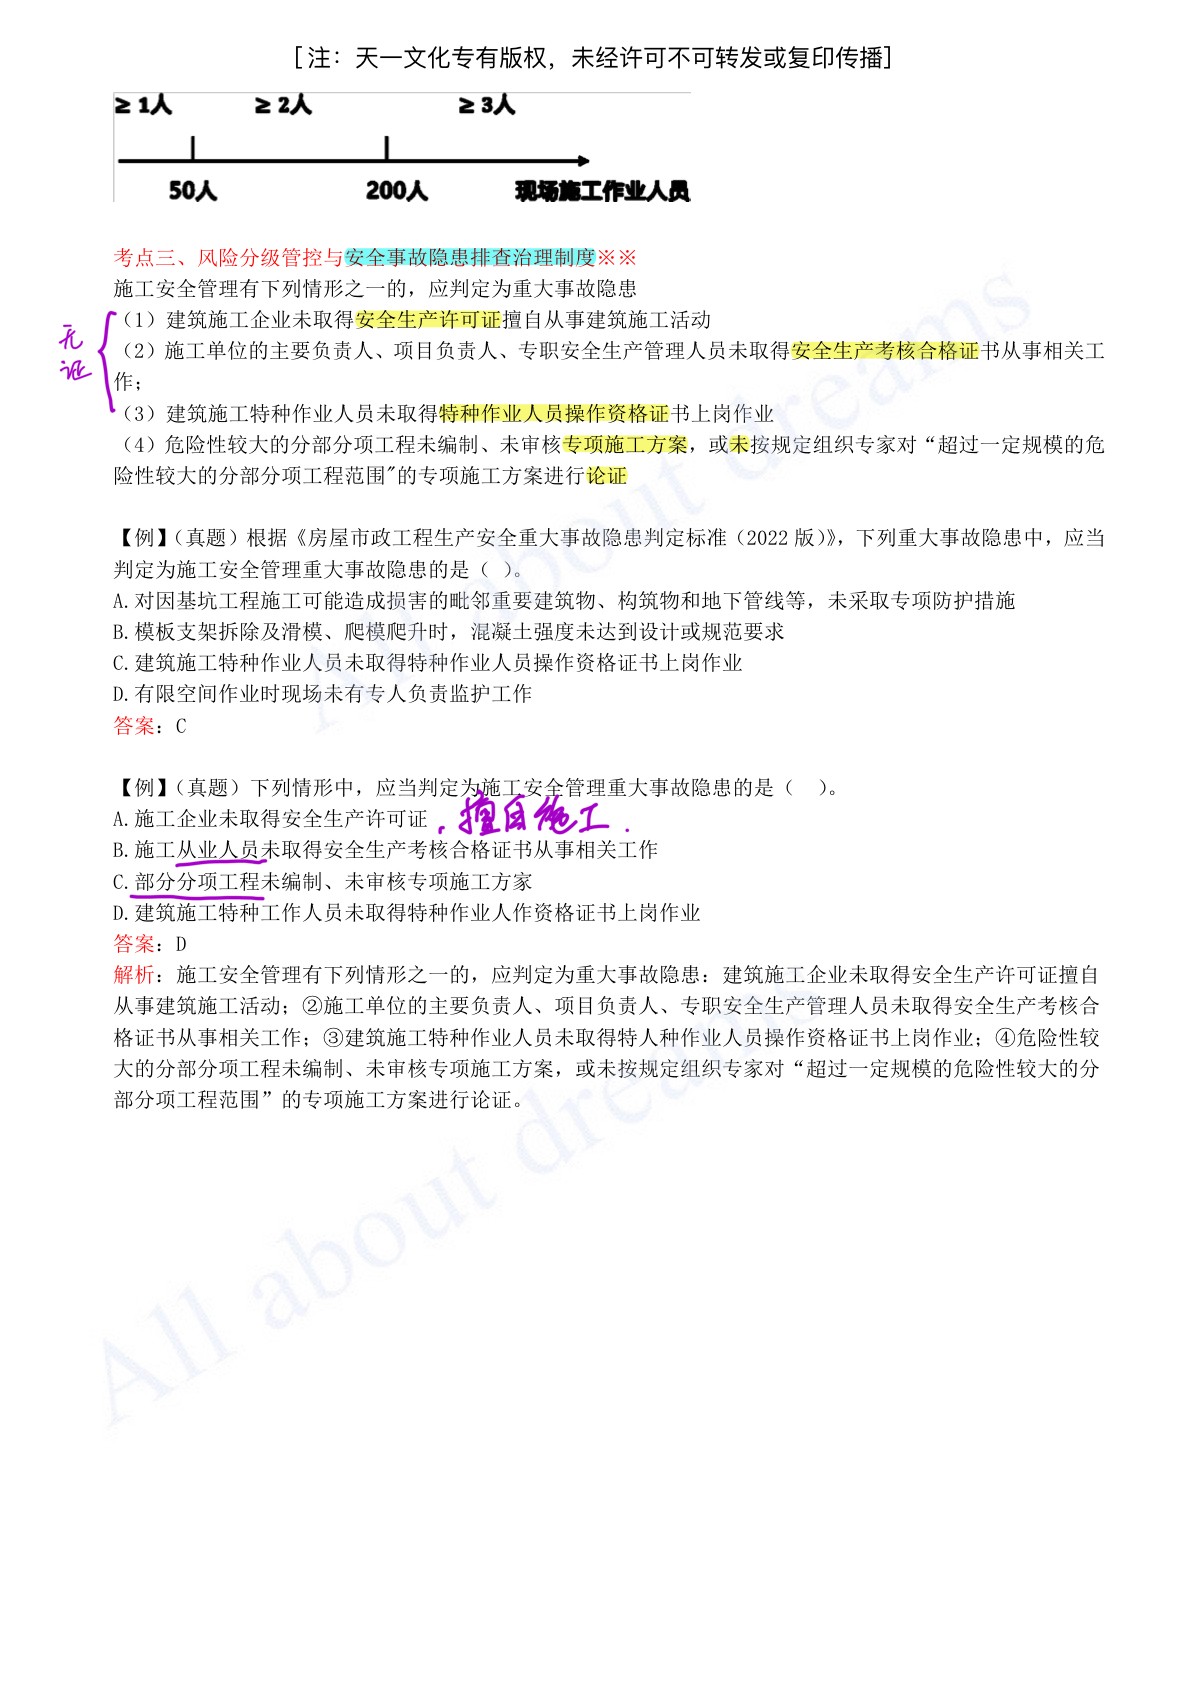 [注：天一文化专有版权，未经许可不可转发或复印传播]
≥ 1人 ≥ 2人 ≥ 3人
50人 200人 现场施工作业人员
考点三、风险分级管控与安全事故隐患排查治理制度※※
施工安全管理有下列情形之一的，应判定为重大事故隐患
（1）建筑施工企业未取得安全生产许可证擅自从事建筑施工活动
无证
（2）施工单位的主要负责人、项目负责人、专职安全生产管理人员未取得安全生产考核合格证书从事相关工
作；
（3）建筑施工特种作业人员未取得特种作业人员操作资格证书上岗作业
（4）危险性较大的分部分项工程未编制、未审核专项施工方案，或未按规定组织专家对“超过一定规模的危
险性较大的分部分项工程范围"的专项施工方案进行论证
【例】（真题）根据《房屋市政工程生产安全重大事故隐患判定标准（2022 版）》，下列重大事故隐患中，应当
判定为施工安全管理重大事故隐患的是（ ）。
A.对因基坑工程施工可能造成损害的毗邻重要建筑物、构筑物和地下管线等，未采取专项防护措施
B.模板支架拆除及滑模、爬模爬升时，混凝土强度未达到设计或规范要求
C.建筑施工特种作业人员未取得特种作业人员操作资格证书上岗作业
D.有限空间作业时现场未有专人负责监护工作
答案：C
【例】（真题）下列情形中，应当判定为施工安全管理重大事故隐患的是（ ）。
A.施工企业未取得安全生产许可证，擅自施工.
B.施工从业人员未取得安全生产考核合格证书从事相关工作
C.部分分项工程未编制、未审核专项施工方家
D.建筑施工特种工作人员未取得特种作业人作资格证书上岗作业
答案：D
解析：施工安全管理有下列情形之一的，应判定为重大事故隐患：建筑施工企业未取得安全生产许可证擅自
从事建筑施工活动；②施工单位的主要负责人、项目负责人、专职安全生产管理人员未取得安全生产考核合
格证书从事相关工作；③建筑施工特种作业人员未取得特人种作业人员操作资格证书上岗作业；④危险性较
大的分部分项工程未编制、未审核专项施工方案，或未按规定组织专家对“超过一定规模的危险性较大的分
部分项工程范围”的专项施工方案进行论证。
All about dreams
All about dreams